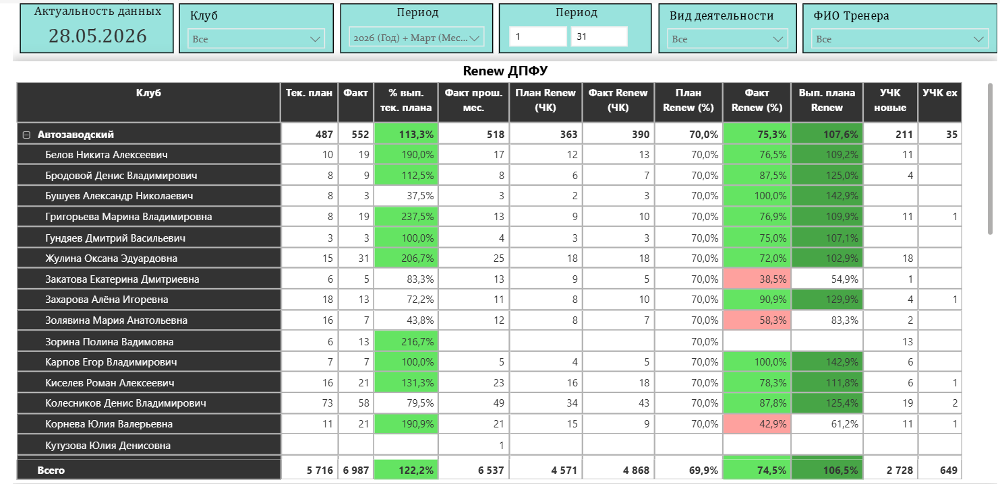 Актуальность данных
28.05.2026
Клуб
Все
Период
2026 (Год) + Март (Мес...
Период
1 31
Вид деятельности
Все
ФИО Тренера
Все
Renew ДПФУ
Клуб Тек. план Факт % вып. тек. плана Факт прош. мес. План Renew (ЧК) Факт Renew (ЧК) План Renew (%) Факт Renew (%) Вып. плана Renew УЧК новые УЧК ex
Автозаводский 487 552 113,3% 518 363 390 70,0% 75,3% 107,6% 211 35
Белов Никита Алексеевич 10 19 190,0% 17 12 13 70,0% 76,5% 109,2% 11
Бродовой Денис Владимирович 8 9 112,5% 8 6 7 70,0% 87,5% 125,0% 4
Бушуев Александр Николаевич 8 3 37,5% 3 2 3 70,0% 100,0% 142,9%
Григорьева Марина Владимировна 8 19 237,5% 13 9 10 70,0% 76,9% 109,9% 11 1
Гундяев Дмитрий Васильевич 3 3 100,0% 4 3 3 70,0% 75,0% 107,1%
Жулина Оксана Эдуардовна 15 31 206,7% 25 18 18 70,0% 72,0% 102,9% 18
Закатова Екатерина Дмитриевна 6 5 83,3% 13 9 5 70,0% 38,5% 54,9% 1
Захарова Алёна Игоревна 18 13 72,2% 11 8 10 70,0% 90,9% 129,9% 4 1
Золявина Мария Анатольевна 16 7 43,8% 12 8 7 70,0% 58,3% 83,3% 2
Зорина Полина Вадимовна 6 13 216,7% 70,0% 13
Карпов Егор Владимирович 7 7 100,0% 5 4 5 70,0% 100,0% 142,9% 6
Киселев Роман Алексеевич 16 21 131,3% 23 16 18 70,0% 78,3% 111,8% 6 1
Колесников Денис Владимирович 73 58 79,5% 49 34 43 70,0% 87,8% 125,4% 19 2
Корнева Юлия Валерьевна 11 21 190,9% 21 15 9 70,0% 42,9% 61,2% 11 1
Кутузова Юлия Денисовна 1
Всего 5 716 6 987 122,2% 6 537 4 571 4 868 69,9% 74,5% 106,5% 2 728 649